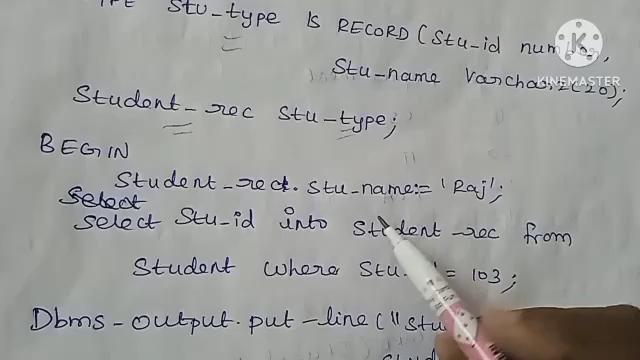 Stu_type IS RECORD (Stu_id number,
Stu_name Varchar2(20);
KINEMASTER
Student_rec Stu_type;
BEGIN
Student_rec. Stu_name:= 'Raj';
Select
Select Stu_id into Student_rec from
Student where = 103;
Dbms_output.put_line("